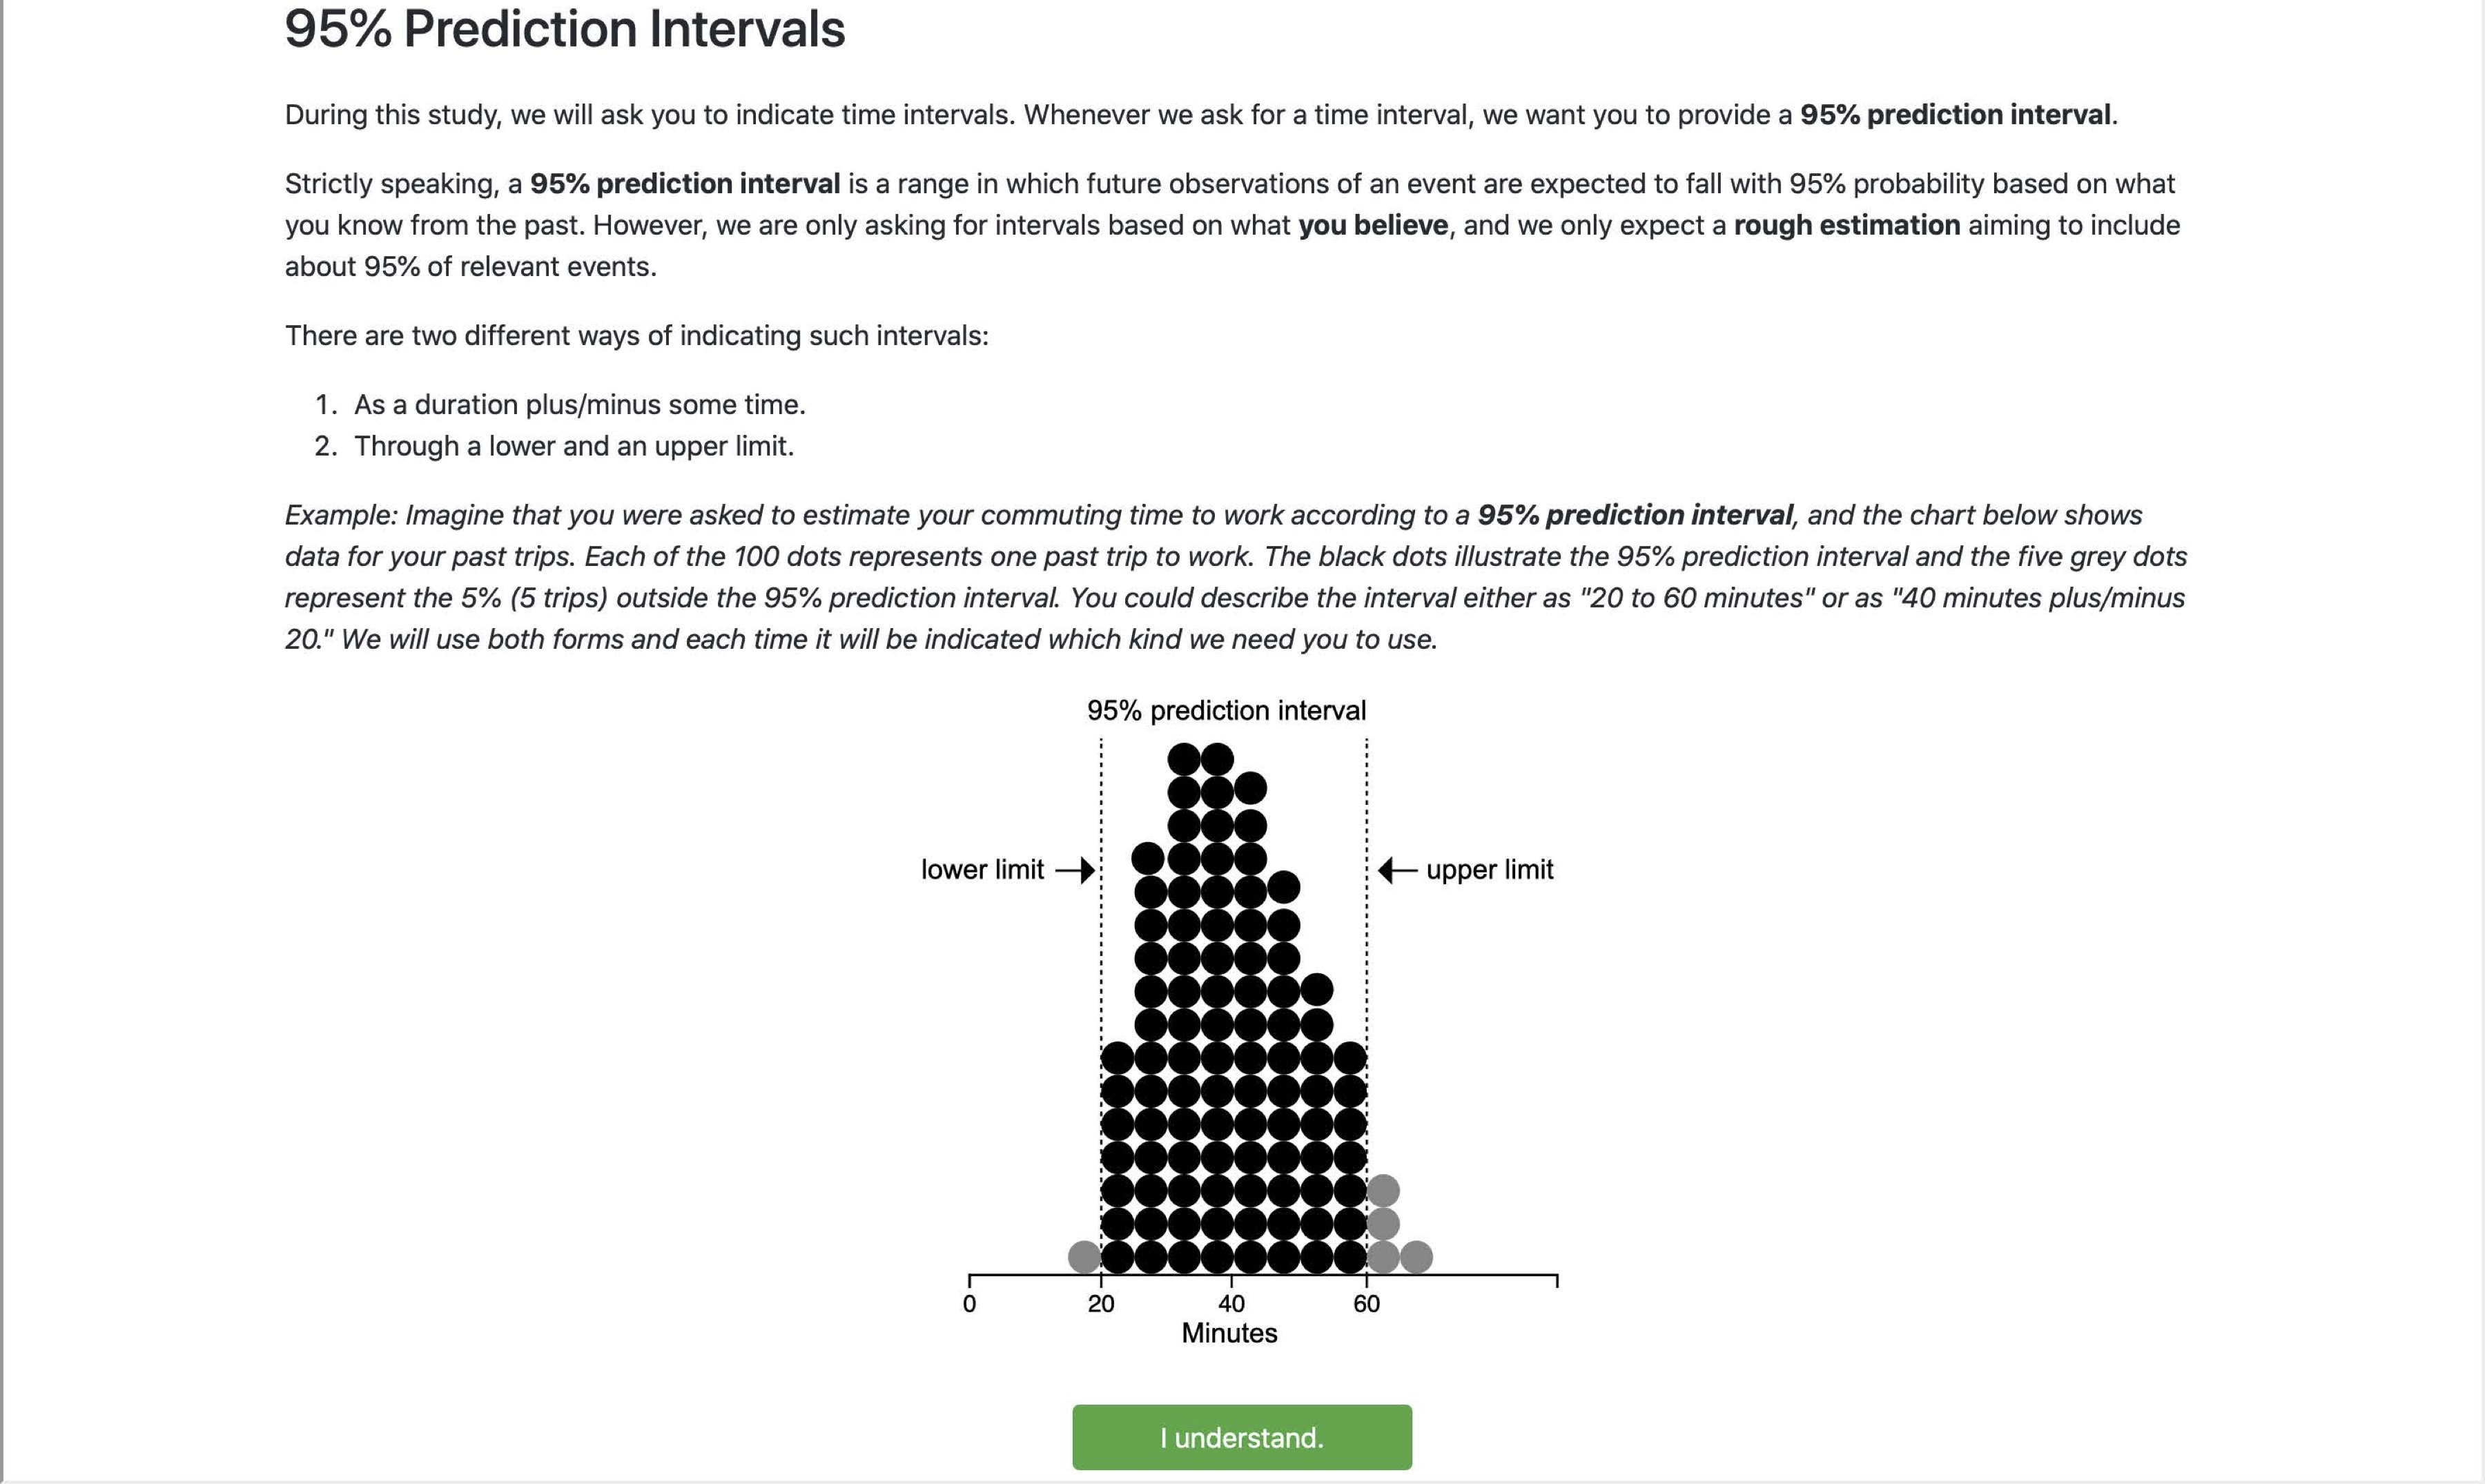 95% Prediction Intervals
During this study, we will ask you to indicate time intervals. Whenever we ask for a time interval, we want you to provide a 95% prediction interval.
Strictly speaking, a 95% prediction interval is a range in which future observations of an event are expected to fall with 95% probability based on what
you know from the past. However, we are only asking for intervals based on what you believe, and we only expect a rough estimation aiming to include
about 95% of relevant events.
There are two different ways of indicating such intervals:
1. As a duration plus/minus some time.
2. Through a lower and an upper limit.
Example: Imagine that you were asked to estimate your commuting time to work according to a 95% prediction interval, and the chart below shows
data for your past trips. Each of the 100 dots represents one past trip to work. The black dots illustrate the 95% prediction interval and the five grey dots
represent the 5% (5 trips) outside the 95% prediction interval. You could describe the interval either as "20 to 60 minutes" or as "40 minutes plus/minus
20." We will use both forms and each time it will be indicated which kind we need you to use.
95% prediction interval
lower limit
upper limit
0 20 40 60
Minutes
I understand.